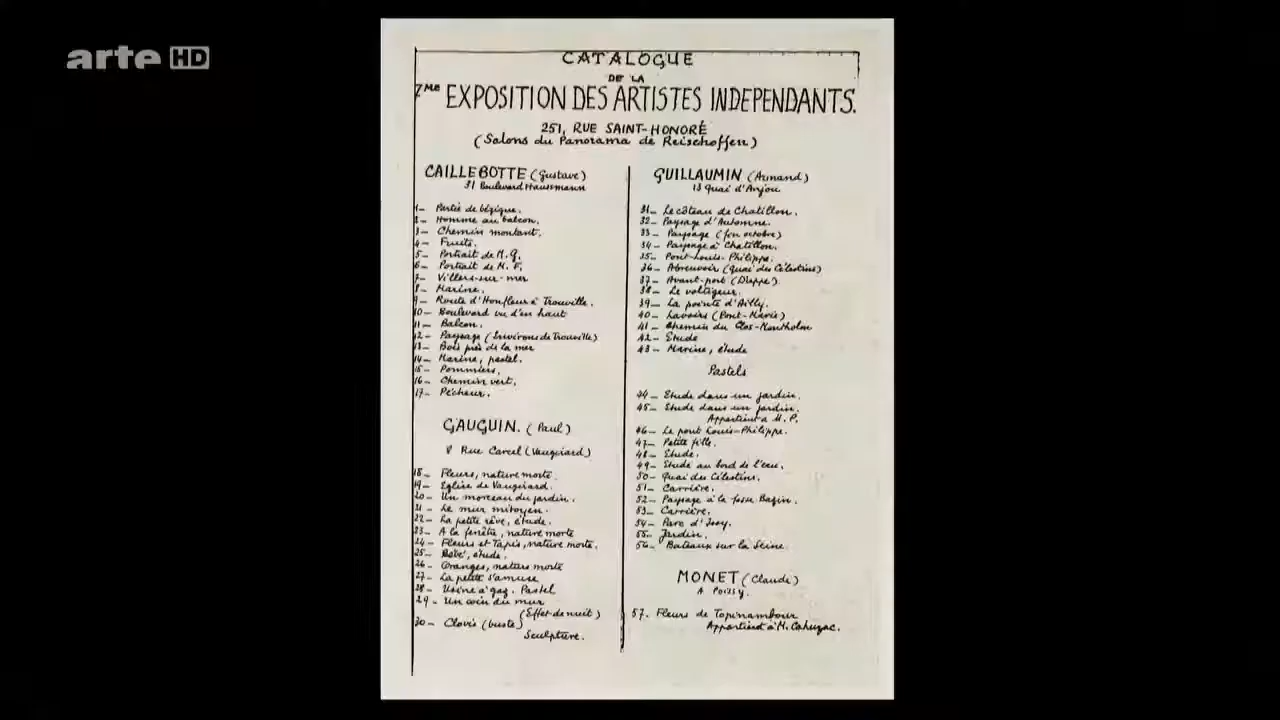 arte HD
CATALOGUE
DE LA
7ME EXPOSITION DES ARTISTES INDEPENDANTS.
251, RUE SAINT-HONORÉ
(Salons du Panorama de Reischoffen)
CAILLEBOTTE (Gustave)
31 Boulevard Haussmann
1- Partie de bézigue.
2- Homme au balcon.
3- Chemin montant.
4- Fruits.
5- Portrait de M. G.
6- Portrait de M. F.
7- Villers-sur-mer
8- Marine.
9- Route d'Honfleur à Trouville.
10- Boulevard vu d'en haut
11- Balcon.
12- Paysage (Environs de Trouville)
13- Bois près de la mer
14- Marine, pastel.
15- Pommiers.
16- Chemin vert.
17- Pêcheur.
GAUGUIN. (Paul)
8 Rue Carcel (Vaugirard)
18- Fleurs, nature morte.
19- Eglise de Vaugirard.
20- Un morceau du jardin.
21- Le mur mitoyen.
22- La petite rêve, étude.
23- A la fenêtre, nature morte
24- Fleurs et Tapis, nature morte.
25- Bébé, étude.
26- Oranges, nature morte
27- La petite s'amuse
28- Usine à gaz. Pastel
29- Un coin du mur
(Effet de nuit)
30- Clovis (buste)
Sculpture.
GUILLAUMIN (Armand)
13 Quai d'Anjou
31- Le côteau de Chatillon.
32- Paysage d'Automne.
33- Paysage (fin octobre)
34- Paysage à Chatillon.
35- Pont Louis-Philippe.
36- Abreuvoir (Quai des Célestins)
37- Avant-port (Dieppe)
38- Le voltigeur.
39- La pointe d'Ailly.
40- Lavoirs (Pont-Marie)
41- Chemin du Clos-Montholon
42- Etude
43- Marine, étude
Pastels
44- Etude dans un jardin.
45- Etude dans un jardin.
Appartient à M. P.
46- Le pont Louis-Philippe.
47- Petite fille.
48- Etude.
49- Etude au bord de l'eau.
50- Quai des Célestins.
51- Carrière.
52- Paysage à la fosse Bazin.
53- Carrière.
54- Parc d'Issy.
55- Jardin.
56- Bateaux sur la Seine.
MONET (Claude)
A Poissy.
57. Fleurs de Topinambour
Appartient à M. Cahuzac.